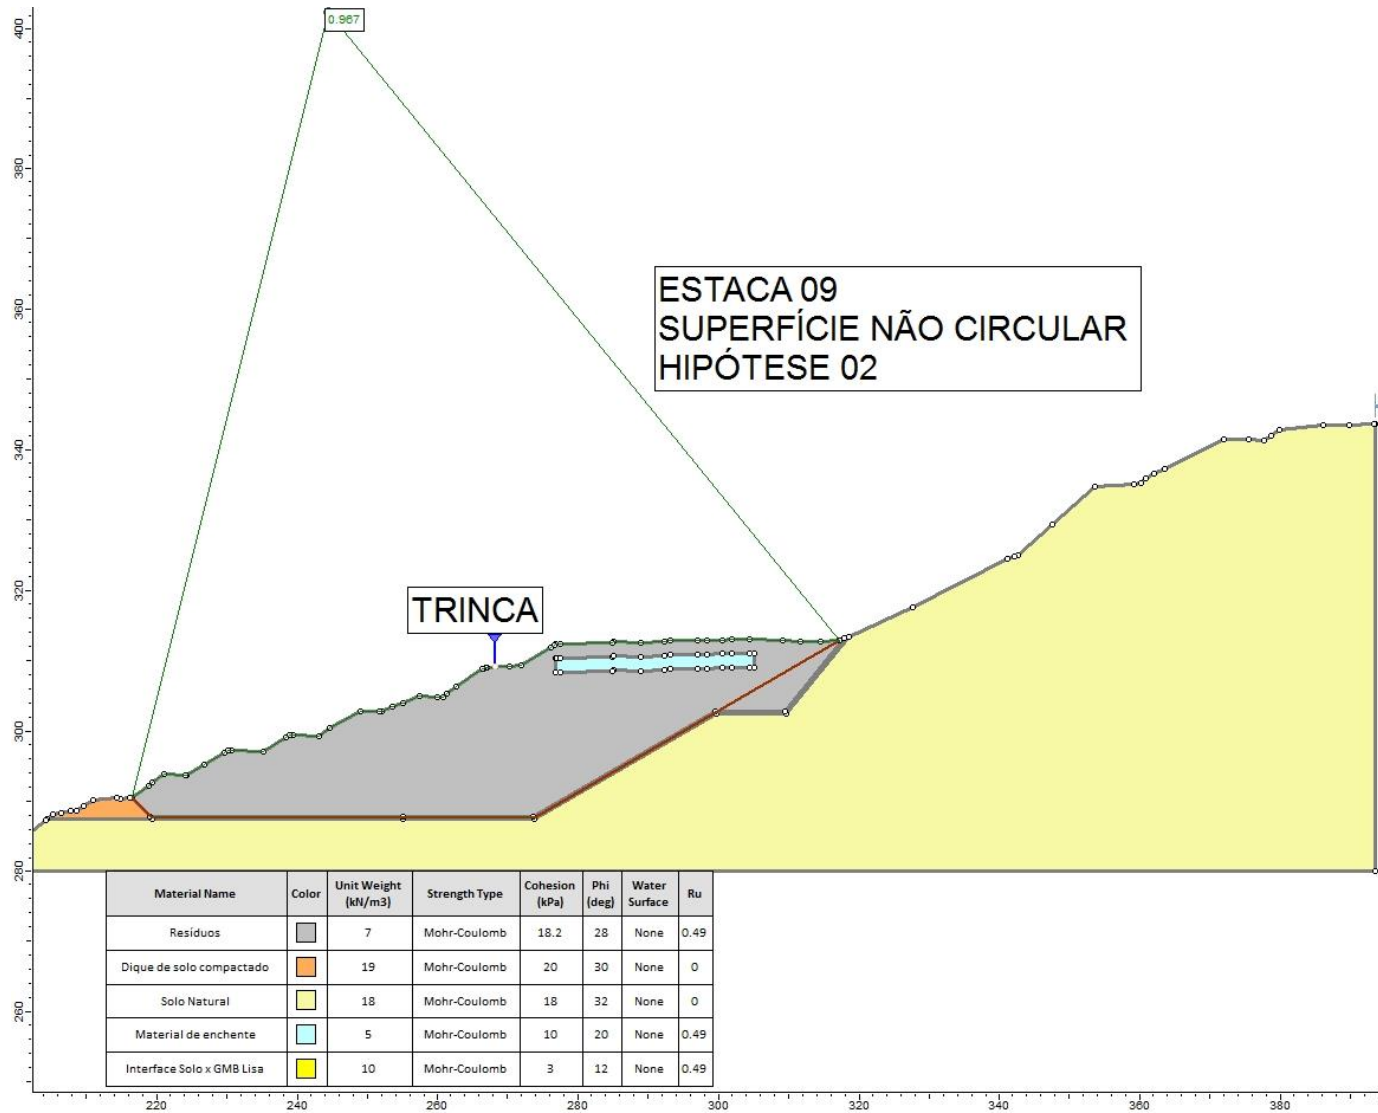 400
0.967
380
360
340
320
300
280
260
ESTACA 09
SUPERFÍCIE NÃO CIRCULAR
HIPÓTESE 02
TRINCA
Material Name Color Unit Weight (kN/m3) Strength Type Cohesion (kPa) Phi (deg) Water Surface Ru
Resíduos 7 Mohr-Coulomb 18.2 28 None 0.49
Dique de solo compactado 19 Mohr-Coulomb 20 30 None 0
Solo Natural 18 Mohr-Coulomb 18 32 None 0
Material de enchente 5 Mohr-Coulomb 10 20 None 0.49
Interface Solo x GMB Lisa 10 Mohr-Coulomb 3 12 None 0.49
220 240 260 280 300 320 340 360 380